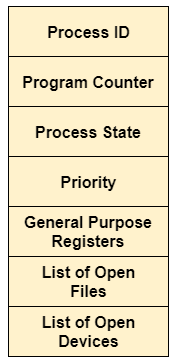 Process ID
Program Counter
Process State
Priority
General Purpose
Registers
List of Open
Files
List of Open
Devices